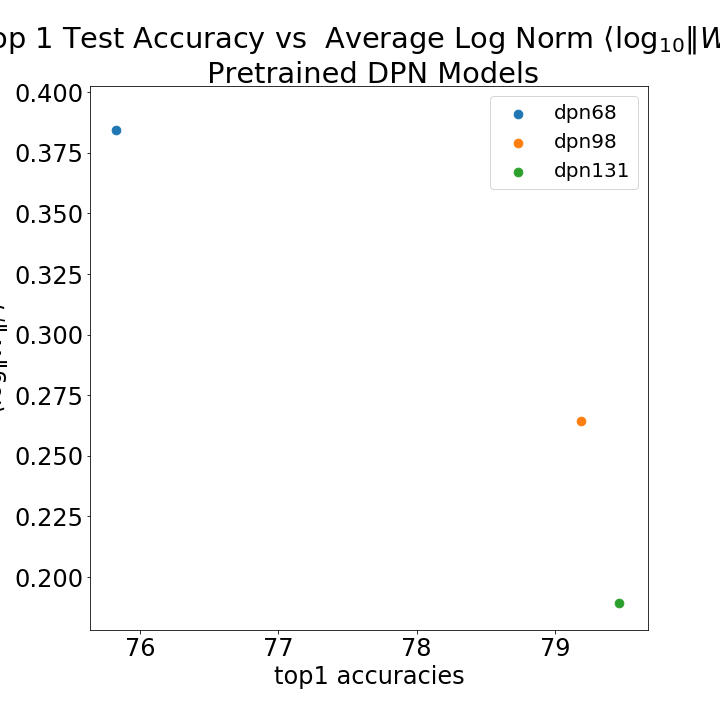 op 1 Test Accuracy vs Average Log Norm ⟨log₁₀‖W
Pretrained DPN Models
dpn68
dpn98
dpn131
0.400
0.375
0.350
0.325
0.300
0.275
0.250
0.225
0.200
76 77 78 79
top1 accuracies